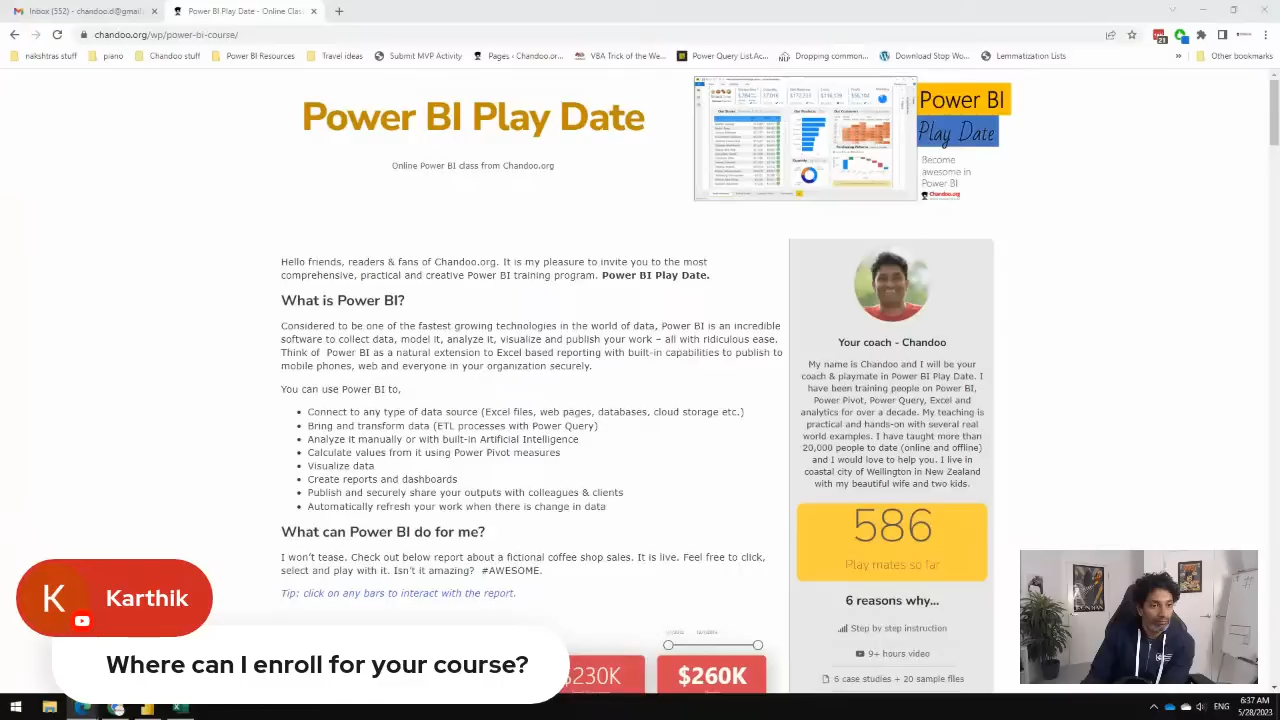 Inbox (552) - chandoo.d@gmail
Power BI Play Date - Online Clas
chandoo.org/wp/power-bi-course/
21
nakshtras stuff
piano
Chandoo stuff
Power BI Resources
Travel ideas
Submit MVP Activity
Pages ‹ Chandoo.or...
VBA Trick of the We...
Power Query List.Ac...
Dropping common...
Download Stop Wo...
Lemmatization Lists
»
Other bookmarks
Power BI Play Date
Online Power BI class from Chandoo.org
Power BI
Play Date
Become
awesome in
Power BI
Chandoo.org
Hello friends, readers & fans of Chandoo.org. It is my pleasure to invite you to the most
comprehensive, practical and creative Power BI training program. Power BI Play Date.
What is Power BI?
Considered to be one of the fastest growing technologies in the world of data, Power BI is an incredible
software to collect data, model it, analyze it, visualize and publish your work – all with ridiculous ease.
Think of Power BI as a natural extension to Excel based reporting with built-in capabilities to publish to
mobile phones, web and everyone in your organization securely.
You can use Power BI to,
• Connect to any type of data source (Excel files, web pages, databases, cloud storage etc.)
• Bring and transform data (ETL processes with Power Query)
• Analyze it manually or with built-in Artificial Intelligence
• Calculate values from it using Power Pivot measures
• Visualize data
• Create reports and dashboards
• Publish and securely share your outputs with colleagues & clients
• Automatically refresh your work when there is change in data
What can Power BI do for me?
I won't tease. Check out below report about a fictional coffee shop sales. It is live. Feel free to click,
select and play with it. Isn't it amazing? #AWESOME.
Tip: click on any bars to interact with the report.
$230K
$260K
Your coach - Chandoo
My name is Chandoo and I will be your
coach & playmate in Power BI Play Date. I
have been training people on Power BI,
Power Pivot, Power Query, Excel and
analytics for over a decade. My teaching is
practical and hands-on with several real
world examples. I have taught more than
20,000 people to date (online and offline)
and I would love to help you. I live in
coastal city of Wellington in New Zealand
with my beautiful wife and two kids.
586
Play mates so far
6 reasons why...
Step by step instruction
9+ hours video
6 case studies + 20 sample files
K
Karthik
Where can I enroll for your course?
ENG
6:37 AM
5/28/2023